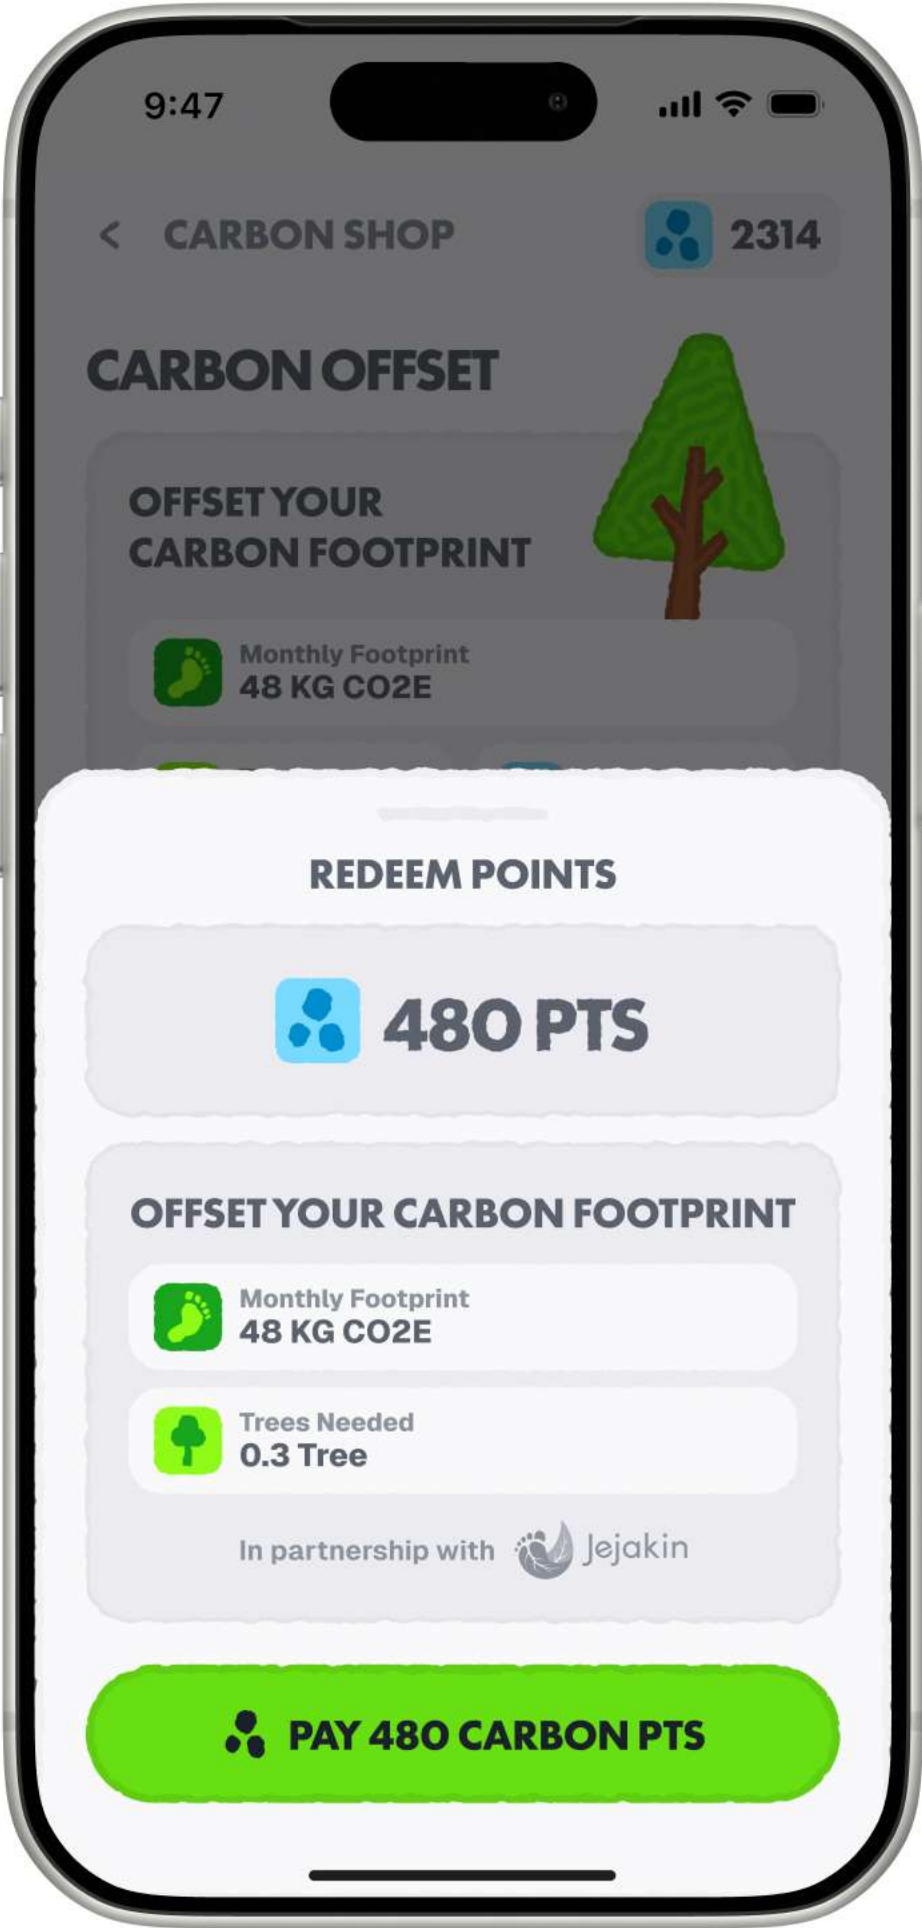 9:47
< CARBON SHOP
2314
CARBON OFFSET
OFFSET YOUR
CARBON FOOTPRINT
Monthly Footprint
48 KG CO2E
REDEEM POINTS
480 PTS
OFFSET YOUR CARBON FOOTPRINT
Monthly Footprint
48 KG CO2E
Trees Needed
0.3 Tree
In partnership with Jejakin
PAY 480 CARBON PTS